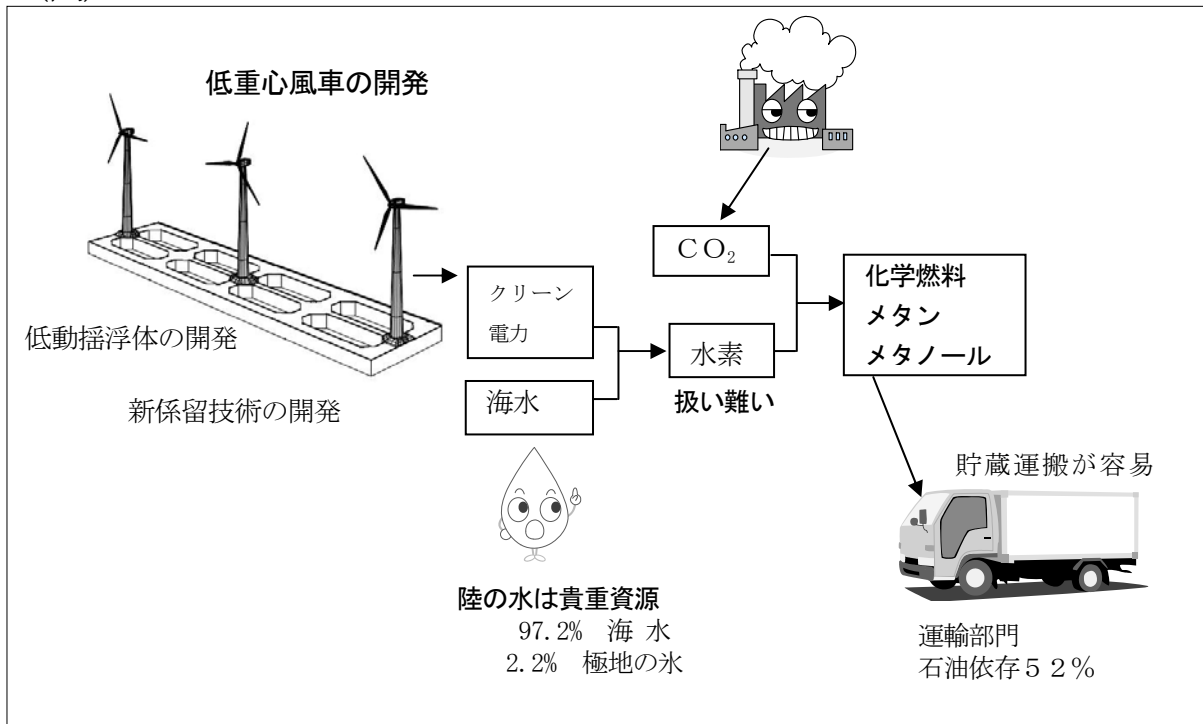 低重心風車の開発
低動揺浮体の開発
新係留技術の開発
クリーン
電力
海水
ＣＯ₂
水素
扱い難い
化学燃料
メタン
メタノール
貯蔵運搬が容易
陸の水は貴重資源
97.2%　海 水
2.2%　極地の氷
運輸部門
石油依存５２％